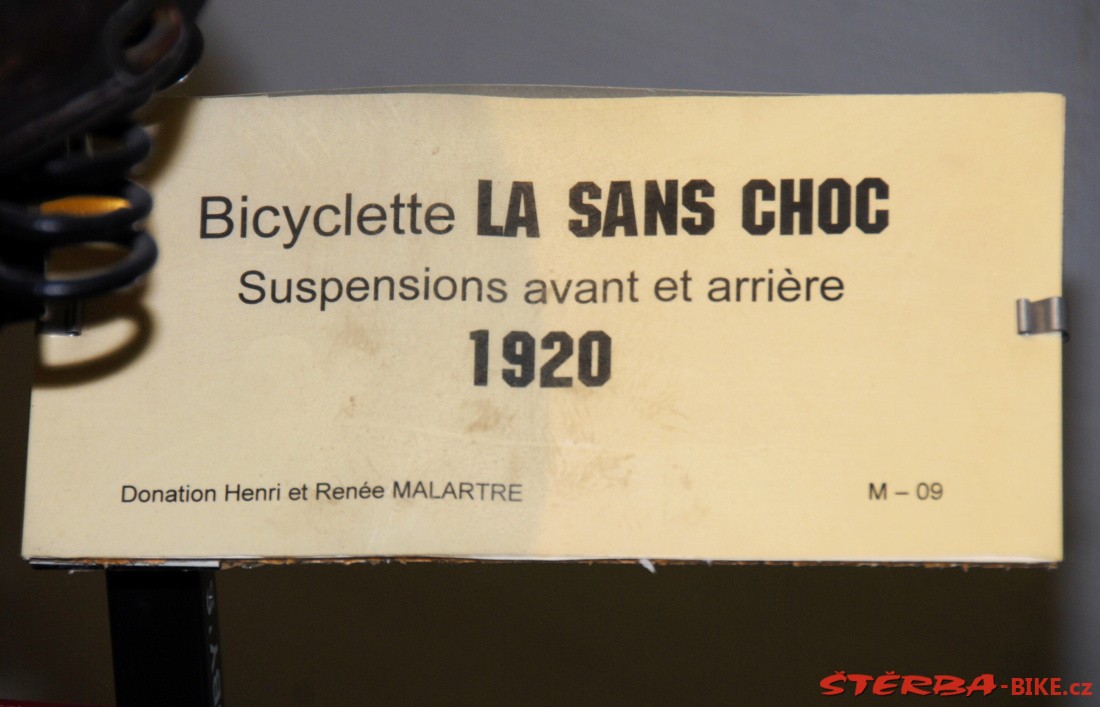 Bicyclette LA SANS CHOC
Suspensions avant et arrière
1920
Donation Henri et Renée MALARTRE
M – 09
ŠTĚRBA-BIKE.cz